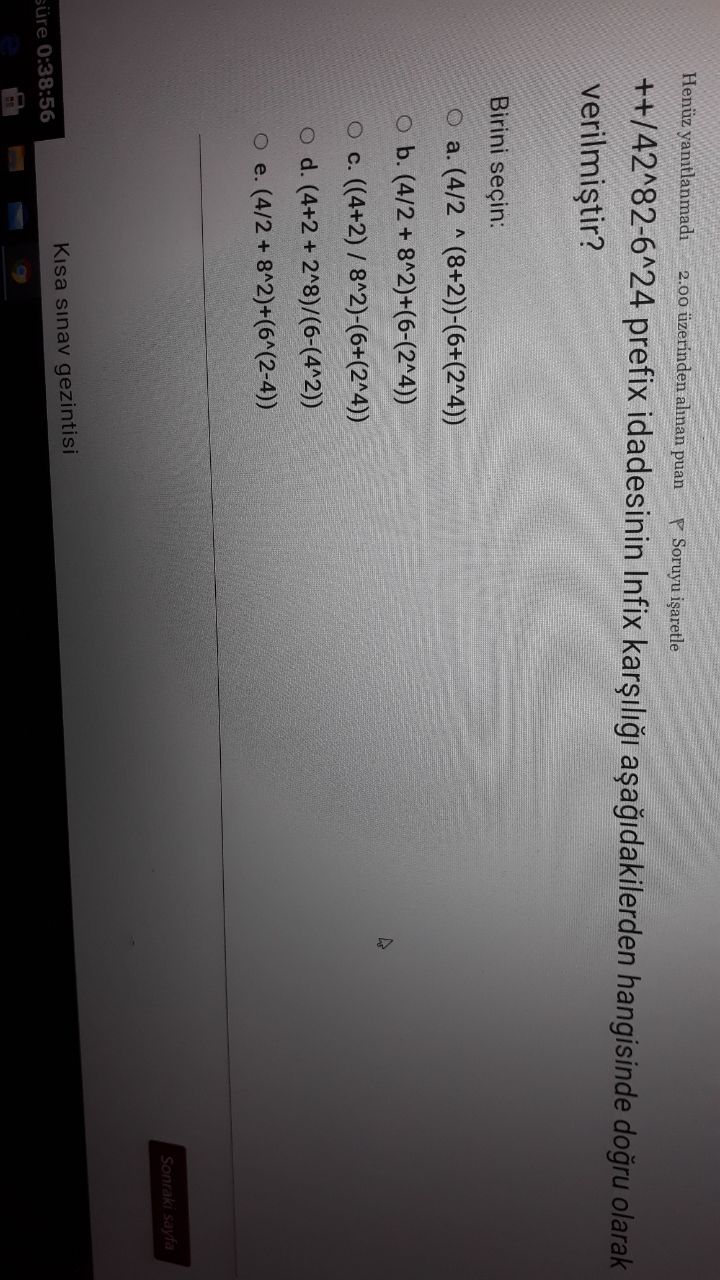 Henüz yanıtlanmadı 2.00 üzerinden alınan puan Soruyu işaretle
++/42^82-6^24 prefix idadesinin Infix karşılığı aşağıdakilerden hangisinde doğru olarak
verilmiştir?
Birini seçin:
a. (4/2 ^ (8+2))-(6+(2^4))
b. (4/2 + 8^2)+(6-(2^4))
c. ((4+2) / 8^2)-(6+(2^4))
d. (4+2 + 2^8)/(6-(4^2))
e. (4/2 + 8^2)+(6^(2-4))
Sonraki sayfa
Kısa sınav gezintisi
süre 0:38:56